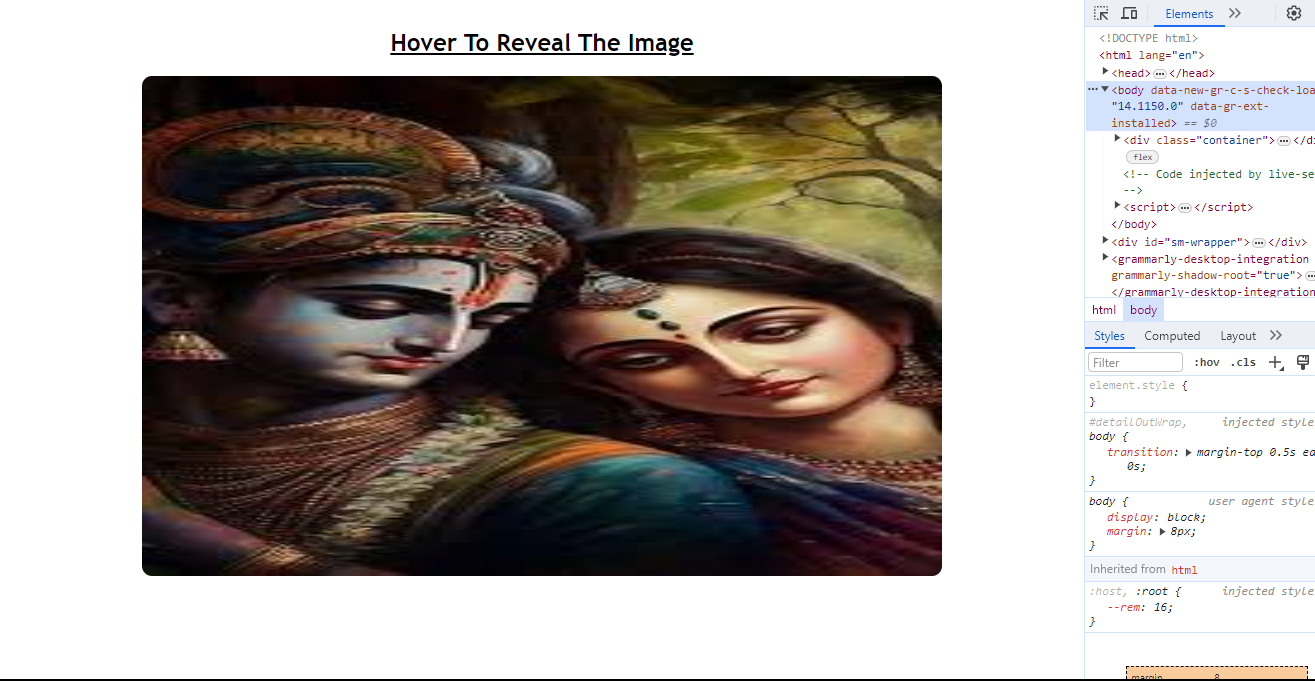 Hover To Reveal The Image
Elements
<!DOCTYPE html>
<html lang="en">
<head> ⋯ </head>
⋯ <body data-new-gr-c-s-check-loa
"14.1150.0" data-gr-ext-
installed> == $0
<div class="container"> ⋯ </di
flex
<!-- Code injected by live-se
-->
<script> ⋯ </script>
</body>
<div id="sm-wrapper"> ⋯ </div>
<grammarly-desktop-integration
grammarly-shadow-root="true"> ⋯
</grammarly-desktop-integration
html body
Styles Computed Layout
Filter :hov .cls
element.style {
}
#detailOutWrap, injected style
body {
transition: margin-top 0.5s ea
0s;
}
body { user agent style
display: block;
margin: 8px;
}
Inherited from html
:host, :root { injected style
--rem: 16;
}
margin 8